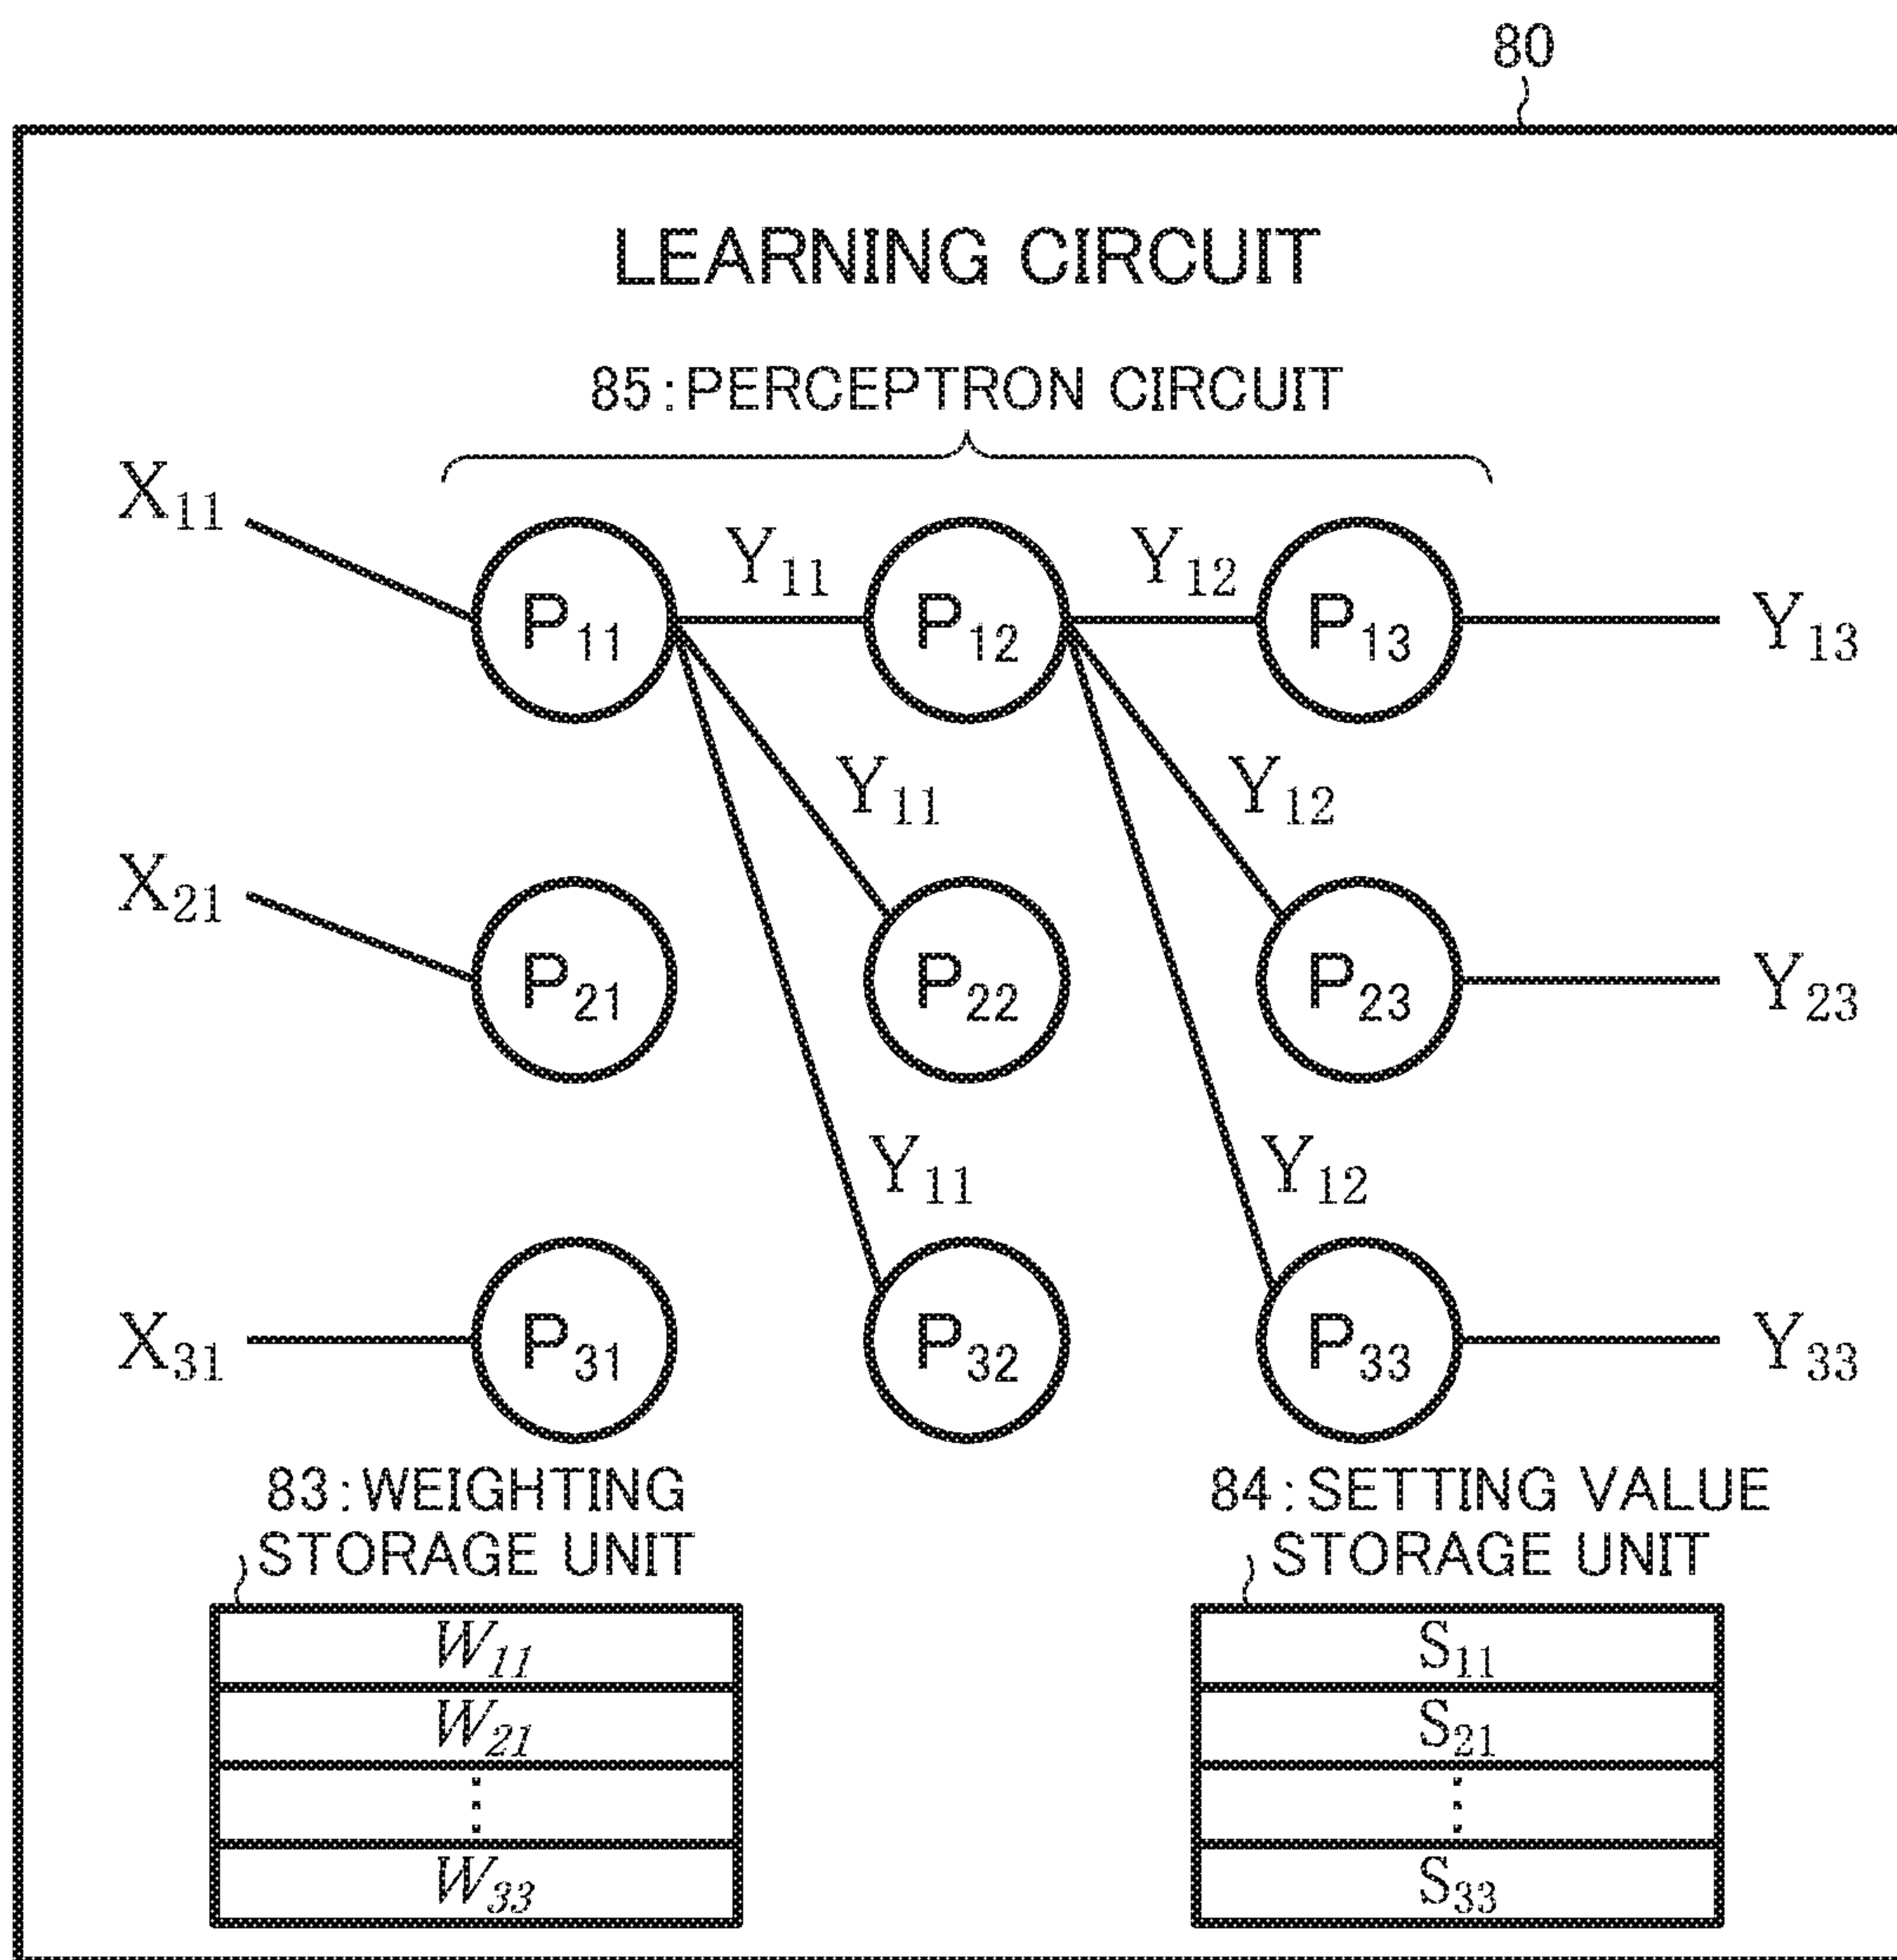 80
LEARNING CIRCUIT
85:PERCEPTRON CIRCUIT
X₁₁
P₁₁
Y₁₁
P₁₂
Y₁₂
P₁₃
Y₁₃
Y₁₁
Y₁₂
X₂₁
P₂₁
P₂₂
P₂₃
Y₂₃
Y₁₁
Y₁₂
X₃₁
P₃₁
P₃₂
P₃₃
Y₃₃
83:WEIGHTING
STORAGE UNIT
W₁₁
W₂₁
⋮
W₃₃
84:SETTING VALUE
STORAGE UNIT
S₁₁
S₂₁
⋮
S₃₃